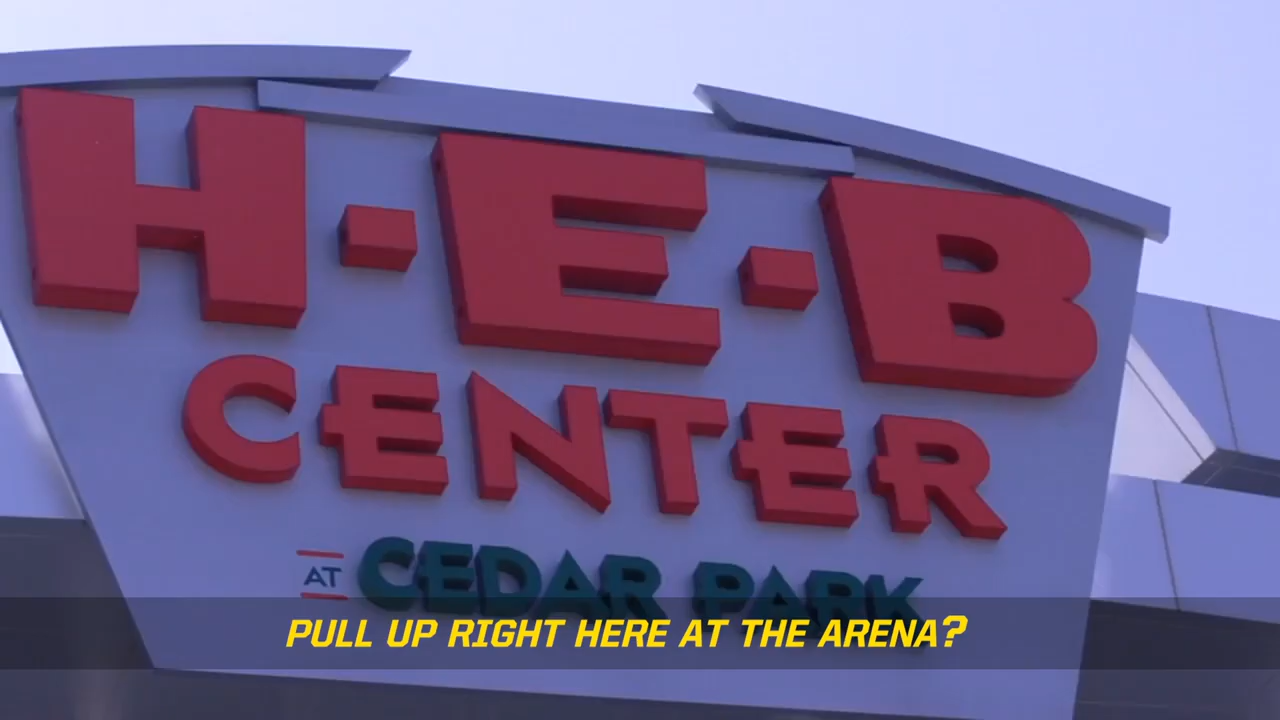 H·E·B
CENTER
AT CEDAR PARK
PULL UP RIGHT HERE AT THE ARENA?